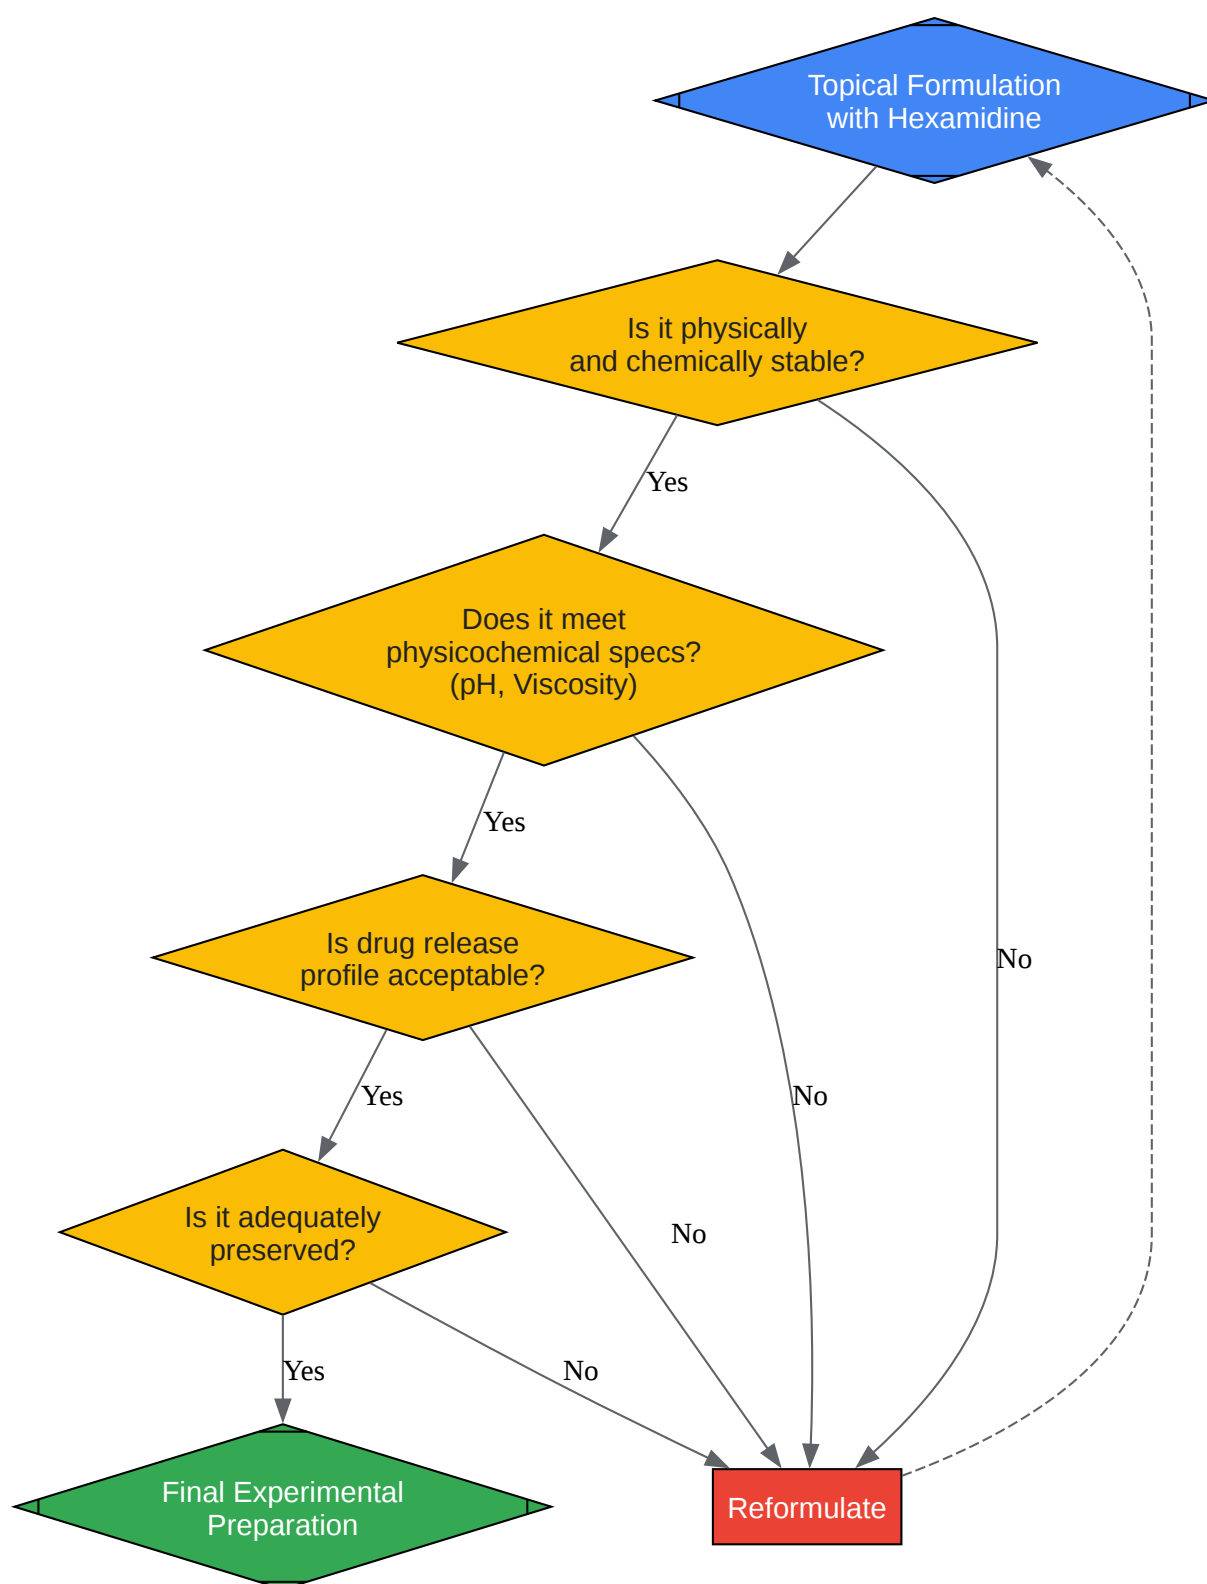 Topical Formulation
with Hexamidine
Is it physically
and chemically stable?
Yes
Does it meet
physicochemical specs?
(pH, Viscosity)
Yes
Is drug release
profile acceptable?
No
Yes
No
Is it adequately
preserved?
No
Yes
No
Final Experimental
Preparation
Reformulate